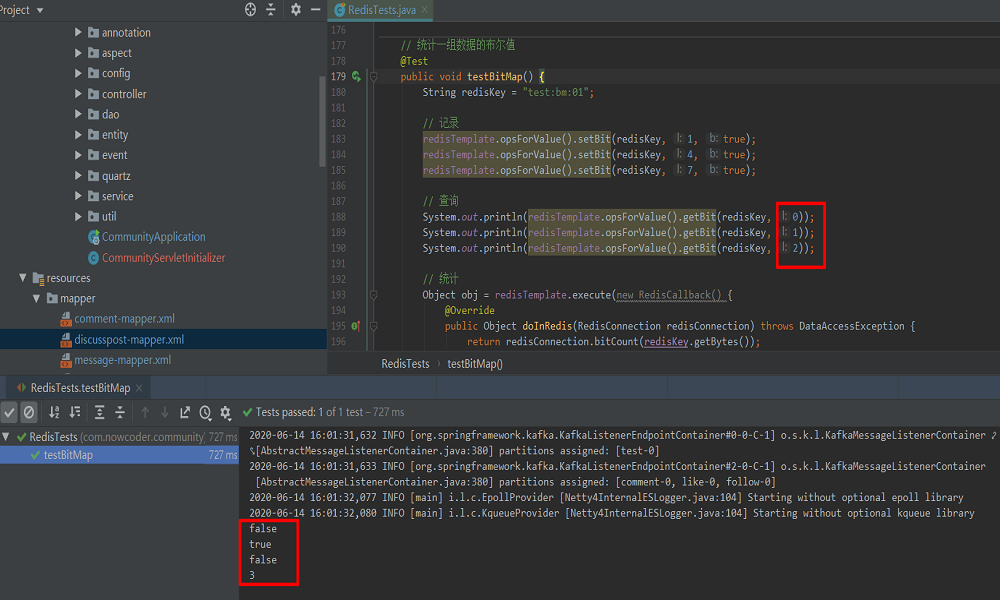 Project
annotation
aspect
config
controller
dao
entity
event
quartz
service
util
CommunityApplication
CommunityServletInitializer
resources
mapper
comment-mapper.xml
discusspost-mapper.xml
message-mapper.xml
RedisTests.java
176
177 // 统计一组数据的布尔值
178 @Test
179 public void testBitMap() {
180 String redisKey = "test:bm:01";
181
182 // 记录
183 redisTemplate.opsForValue().setBit(redisKey, l: 1, b: true);
184 redisTemplate.opsForValue().setBit(redisKey, l: 4, b: true);
185 redisTemplate.opsForValue().setBit(redisKey, l: 7, b: true);
186
187 // 查询
188 System.out.println(redisTemplate.opsForValue().getBit(redisKey, l: 0));
189 System.out.println(redisTemplate.opsForValue().getBit(redisKey, l: 1));
190 System.out.println(redisTemplate.opsForValue().getBit(redisKey, l: 2));
191
192 // 统计
193 Object obj = redisTemplate.execute(new RedisCallback() {
194 @Override
195 public Object doInRedis(RedisConnection redisConnection) throws DataAccessException {
196 return redisConnection.bitCount(redisKey.getBytes());
RedisTests › testBitMap()
RedisTests.testBitMap
Tests passed: 1 of 1 test – 727 ms
RedisTests (com.nowcoder.community) 727 ms
testBitMap 727 ms
2020-06-14 16:01:31,632 INFO [org.springframework.kafka.KafkaListenerEndpointContainer#0-0-C-1] o.s.k.l.KafkaMessageListenerContainer
[AbstractMessageListenerContainer.java:380] partitions assigned: [test-0]
2020-06-14 16:01:31,633 INFO [org.springframework.kafka.KafkaListenerEndpointContainer#2-0-C-1] o.s.k.l.KafkaMessageListenerContainer
[AbstractMessageListenerContainer.java:380] partitions assigned: [comment-0, like-0, follow-0]
2020-06-14 16:01:32,077 INFO [main] i.l.c.EpollProvider [Netty4InternalESLogger.java:104] Starting without optional epoll library
2020-06-14 16:01:32,080 INFO [main] i.l.c.KqueueProvider [Netty4InternalESLogger.java:104] Starting without optional kqueue library
false
true
false
3